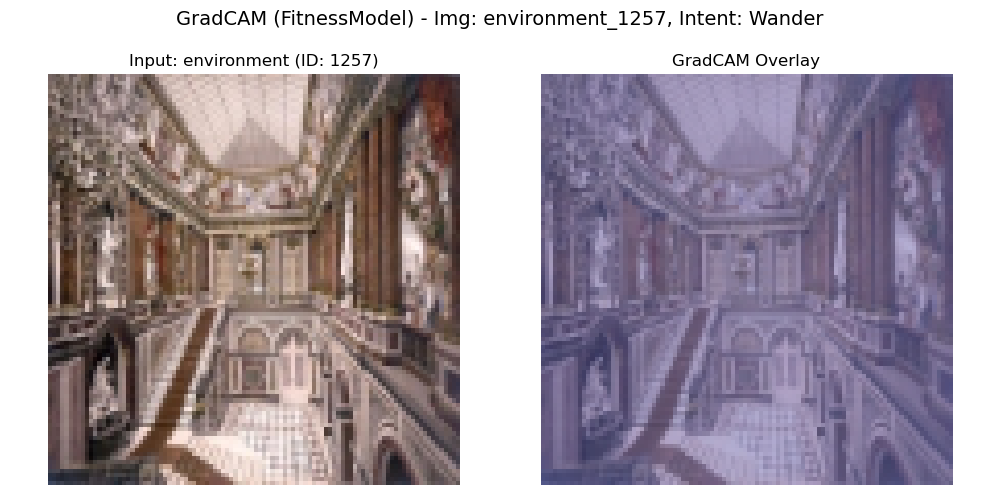 GradCAM (FitnessModel) - Img: environment_1257, Intent: Wander
Input: environment (ID: 1257)
GradCAM Overlay